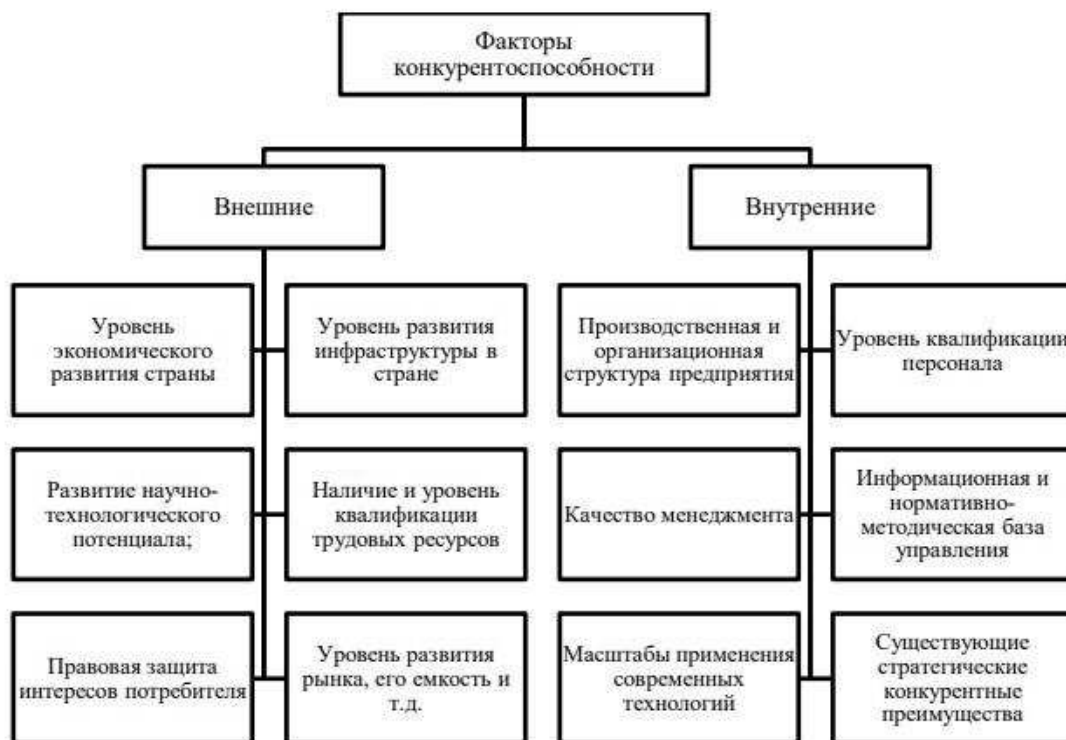 Факторы
конкурентоспособности
Внешние
Внутренние
Уровень
экономического
развития страны
Уровень развития
инфраструктуры в
стране
Производственная и
организационная
структура предприятия
Уровень квалификации
персонала
Развитие научно-
технологического
потенциала;
Наличие и уровень
квалификации
трудовых ресурсов
Качество менеджмента
Информационная и
нормативно-
методическая база
управления
Правовая защита
интересов потребителя
Уровень развития
рынка, его емкость и
т.д.
Масштабы применения
современных
технологий
Существующие
стратегические
конкурентные
преимущества